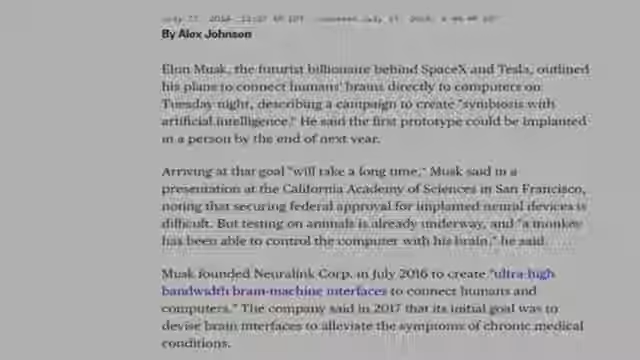 By Alex Johnson
Elon Musk, the futurist billionaire behind SpaceX and Tesla, outlined
his plans to connect humans' brains directly to computers on
Tuesday night, describing a campaign to create "symbiosis with
artificial intelligence." He said the first prototype could be implanted
in a person by the end of next year.
Arriving at that goal "will take a long time," Musk said in a
presentation at the California Academy of Sciences in San Francisco,
noting that securing federal approval for implanted neural devices is
difficult. But testing on animals is already underway, and "a monkey
has been able to control the computer with his brain," he said.
Musk founded Neuralink Corp. in July 2016 to create "ultra-high
bandwidth brain-machine interfaces to connect humans and
computers." The company said in 2017 that its initial goal was to
devise brain interfaces to alleviate the symptoms of chronic medical
conditions.